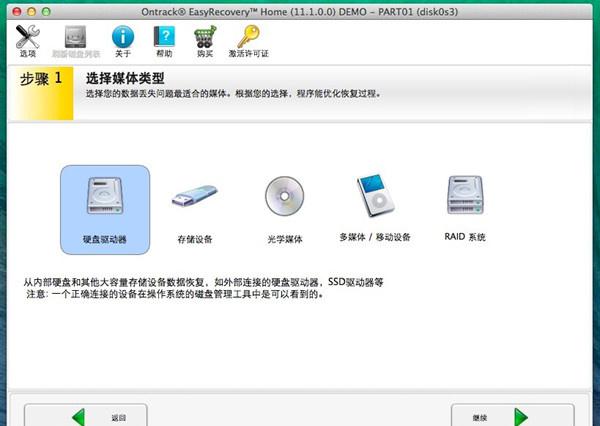 Ontrack® EasyRecovery™ Home (11.1.0.0) DEMO – PART01 (disk0s3)
选项
刷新磁盘列表
关于
帮助
购买
激活许可证
步骤 1
选择媒体类型
选择您的数据丢失问题最适合的媒体。根据您的选择，程序能优化恢复过程。
硬盘驱动器
存储设备
光学媒体
多媒体 / 移动设备
RAID 系统
从内部硬盘和其他大容量存储设备数据恢复，如外部连接的硬盘驱动器，SSD驱动器等
注意: 一个正确连接的设备在操作系统的磁盘管理工具中是可以看到的。
返回
继续